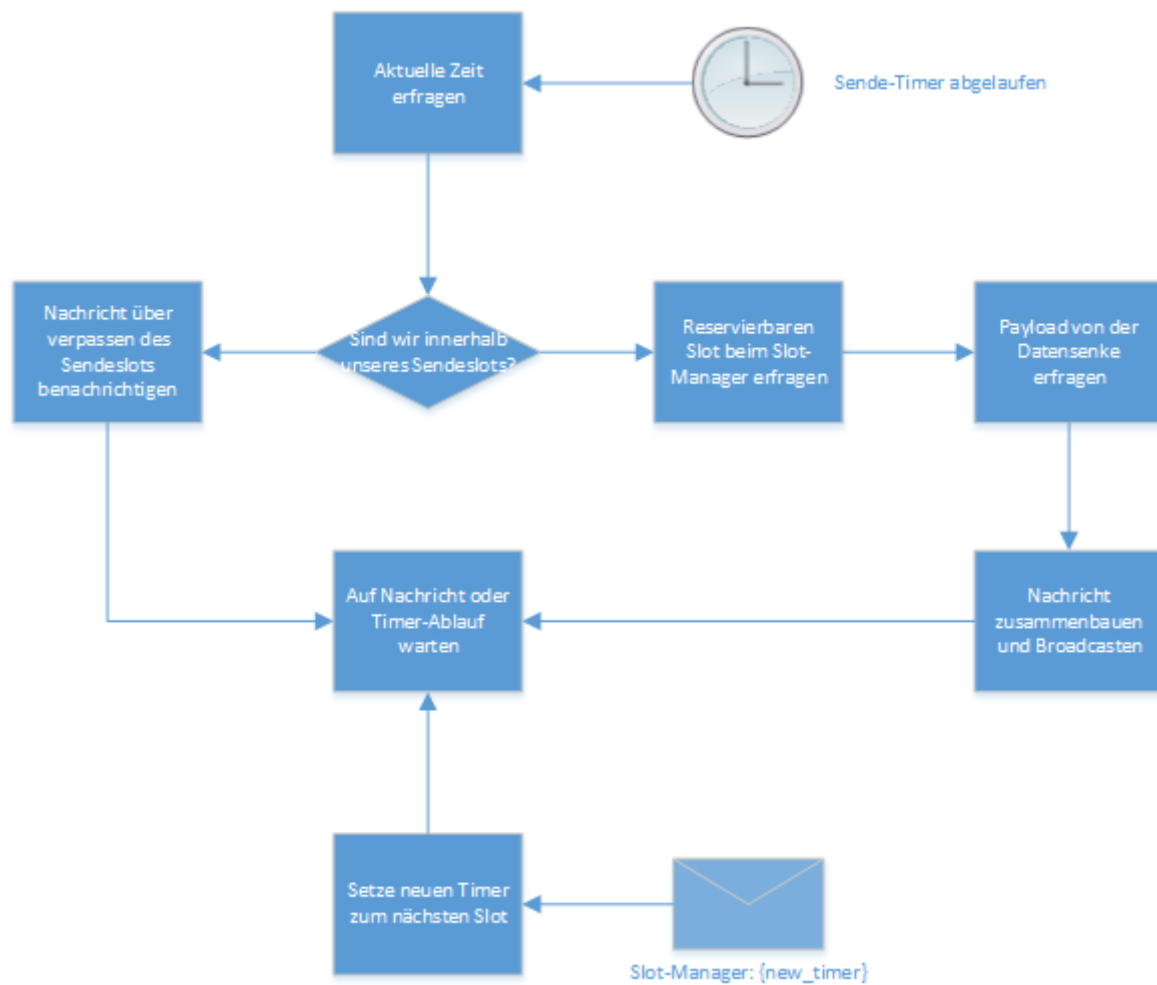 Aktuelle Zeit
erfragen
Sende-Timer abgelaufen
Nachricht über
verpassen des
Sendeslots
benachrichtigen
Sind wir innerhalb
unseres Sendeslots?
Reservierbaren
Slot beim Slot-
Manager erfragen
Payload von der
Datensenke
erfragen
Auf Nachricht oder
Timer-Ablauf
warten
Nachricht
zusammenbauen
und Broadcasten
Setze neuen Timer
zum nächsten Slot
Slot-Manager: {new_timer}